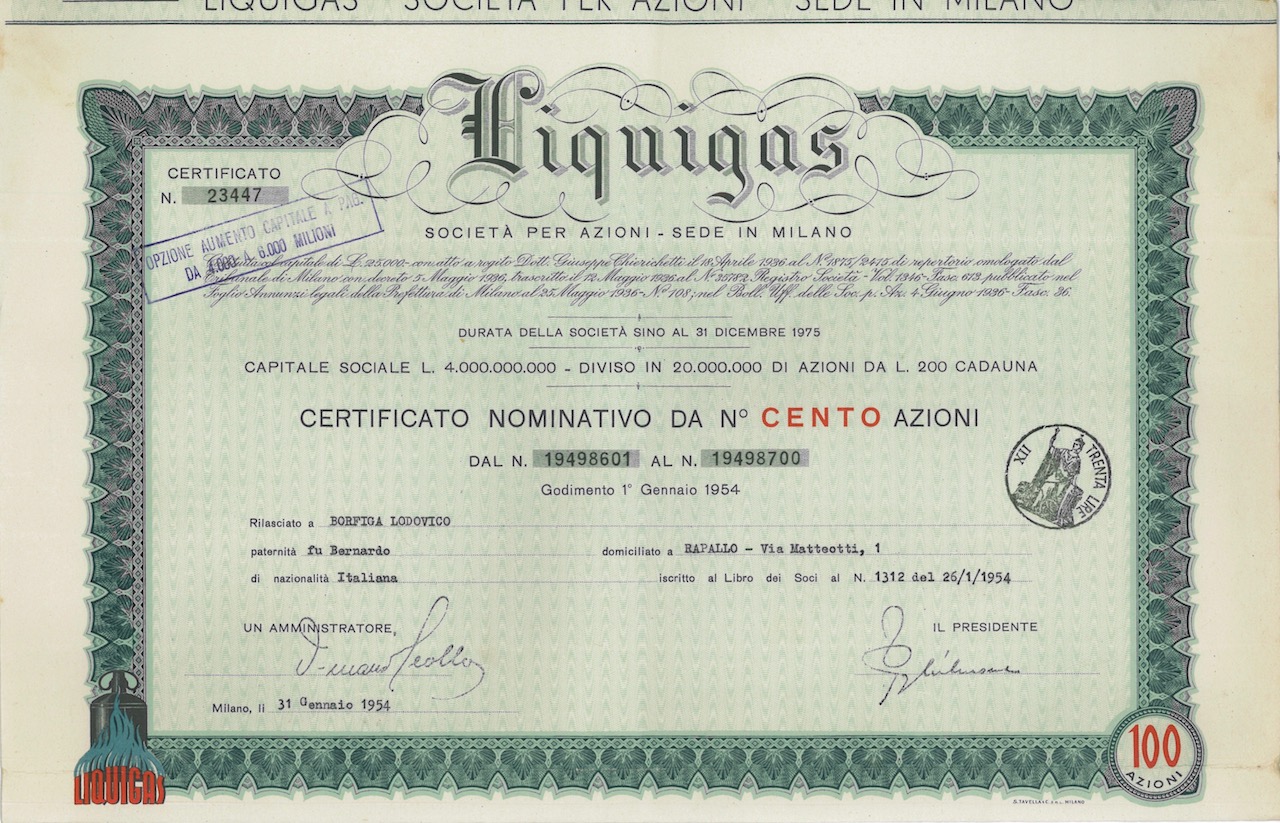 LIQUIGAS - SOCIETÀ PER AZIONI - SEDE IN MILANO
Liquigas
CERTIFICATO
N. 23447
OPZIONE AUMENTO CAPITALE A PAG.
DA 4.000 A 6.000 MILIONI
SOCIETÀ PER AZIONI - SEDE IN MILANO
capitale di L. 25000 - con atto a rogito Dott. Giuseppe Chierichetti il 18 Aprile 1936 al N° 1875/2475 di repertorio omologato dal
Tribunale di Milano con decreto 5 Maggio 1936, trascritto il 12 Maggio 1936 al N° 35782 Registro Società - Vol. 1346 - Fasc. 613 pubblicato nel
Foglio Annunzi legali della Prefettura di Milano al 25 Maggio 1936 - N° 108; nel Boll. Uff. delle Soc. p. Az. 4 Giugno 1936 - Fasc. 36.
DURATA DELLA SOCIETÀ SINO AL 31 DICEMBRE 1975
CAPITALE SOCIALE L. 4.000.000.000 - DIVISO IN 20.000.000 DI AZIONI DA L. 200 CADAUNA
CERTIFICATO NOMINATIVO DA N° CENTO AZIONI
DAL N. 19498601 AL N. 19498700
Godimento 1° Gennaio 1954
XII TRENTA LIRE
Rilasciato a BORFIGA LODOVICO
paternità fu Bernardo domiciliato a RAPALLO - Via Matteotti, 1
di nazionalità Italiana iscritto al Libro dei Soci al N. 1312 del 26/1/1954
UN AMMINISTRATORE, IL PRESIDENTE
Milano, li 31 Gennaio 1954
LIQUIGAS
100
AZIONI
G. TAVELLA & C. S.R.L. MILANO